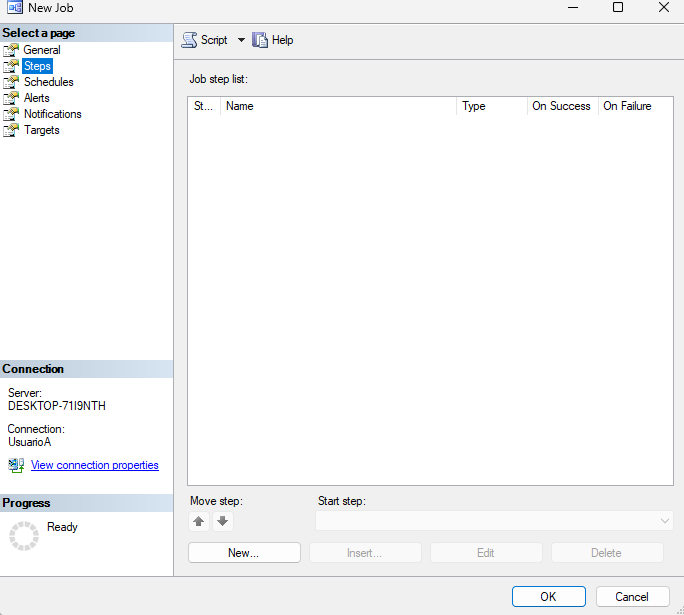 New Job
Select a page
General
Steps
Schedules
Alerts
Notifications
Targets
Script
Help
Job step list:
St... Name Type On Success On Failure
Connection
Server:
DESKTOP-71I9NTH
Connection:
UsuarioA
View connection properties
Progress
Ready
Move step:
Start step:
New...
Insert...
Edit
Delete
OK
Cancel